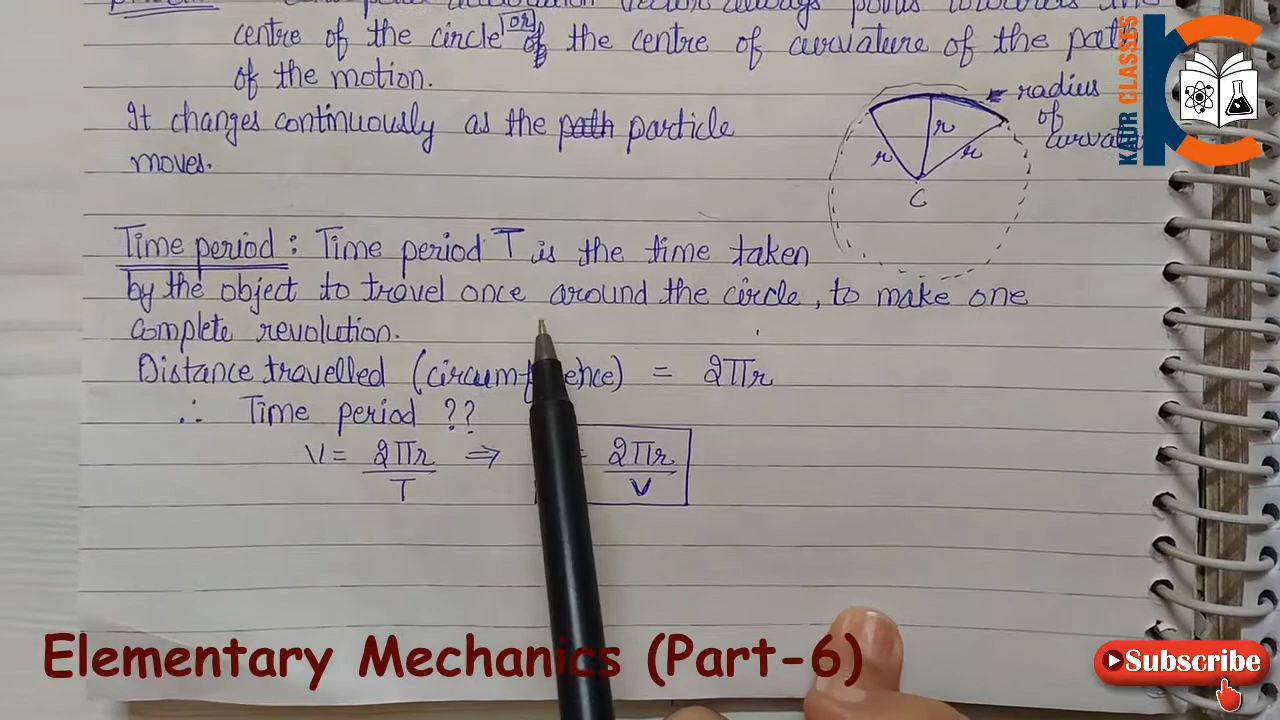 centre of the circle [or] the centre of curvature of the path
of the motion.
radius
of
It changes continuously as the path particle
moves.
r
r
r
C
KAUR CLASSES
Time period : Time period T is the time taken
by the object to travel once around the circle, to make one
complete revolution.
Distance travelled ( = 2πr
∴ Time period ??
V = 2πr / T ⇒ = 2πr / V
Elementary Mechanics (Part-6)
Subscribe